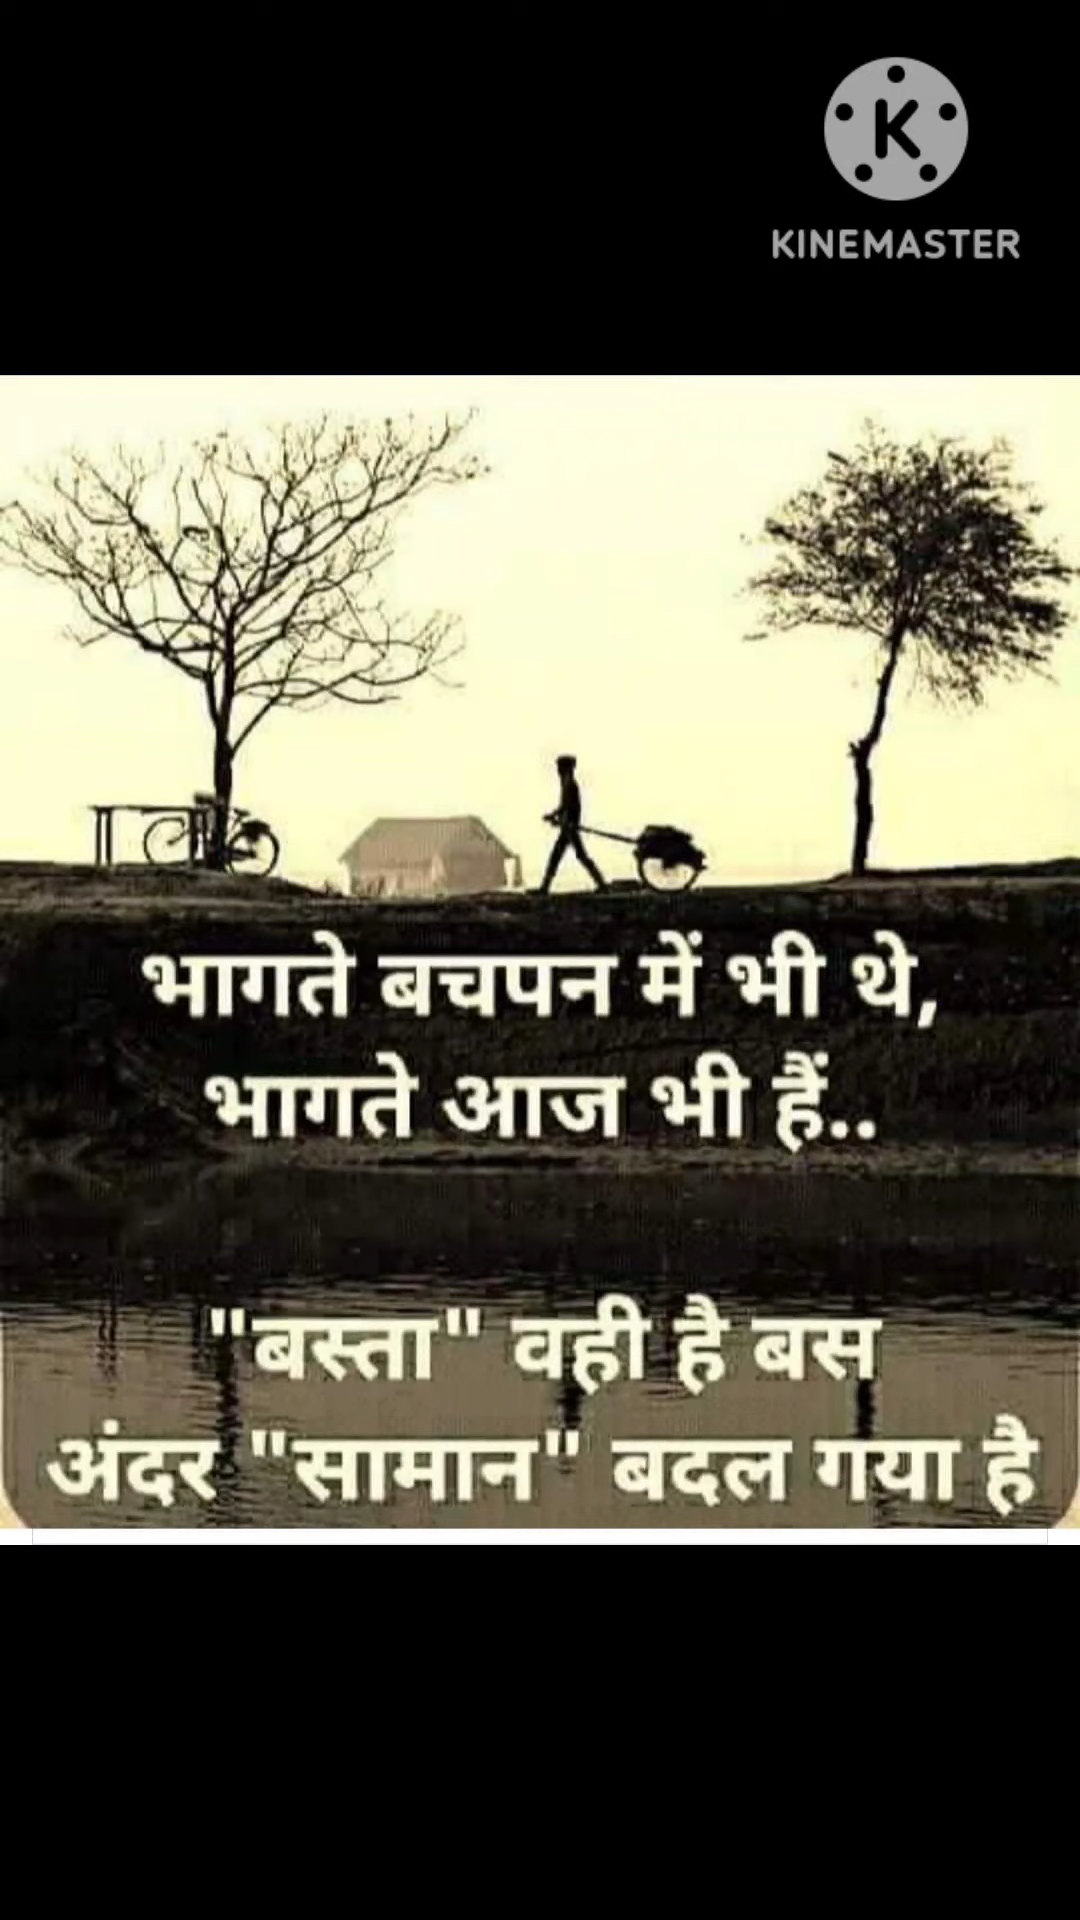 KINEMASTER
भागते बचपन में भी थे,
भागते आज भी हैं..
"बस्ता" वही है बस
अंदर "सामान" बदल गया है